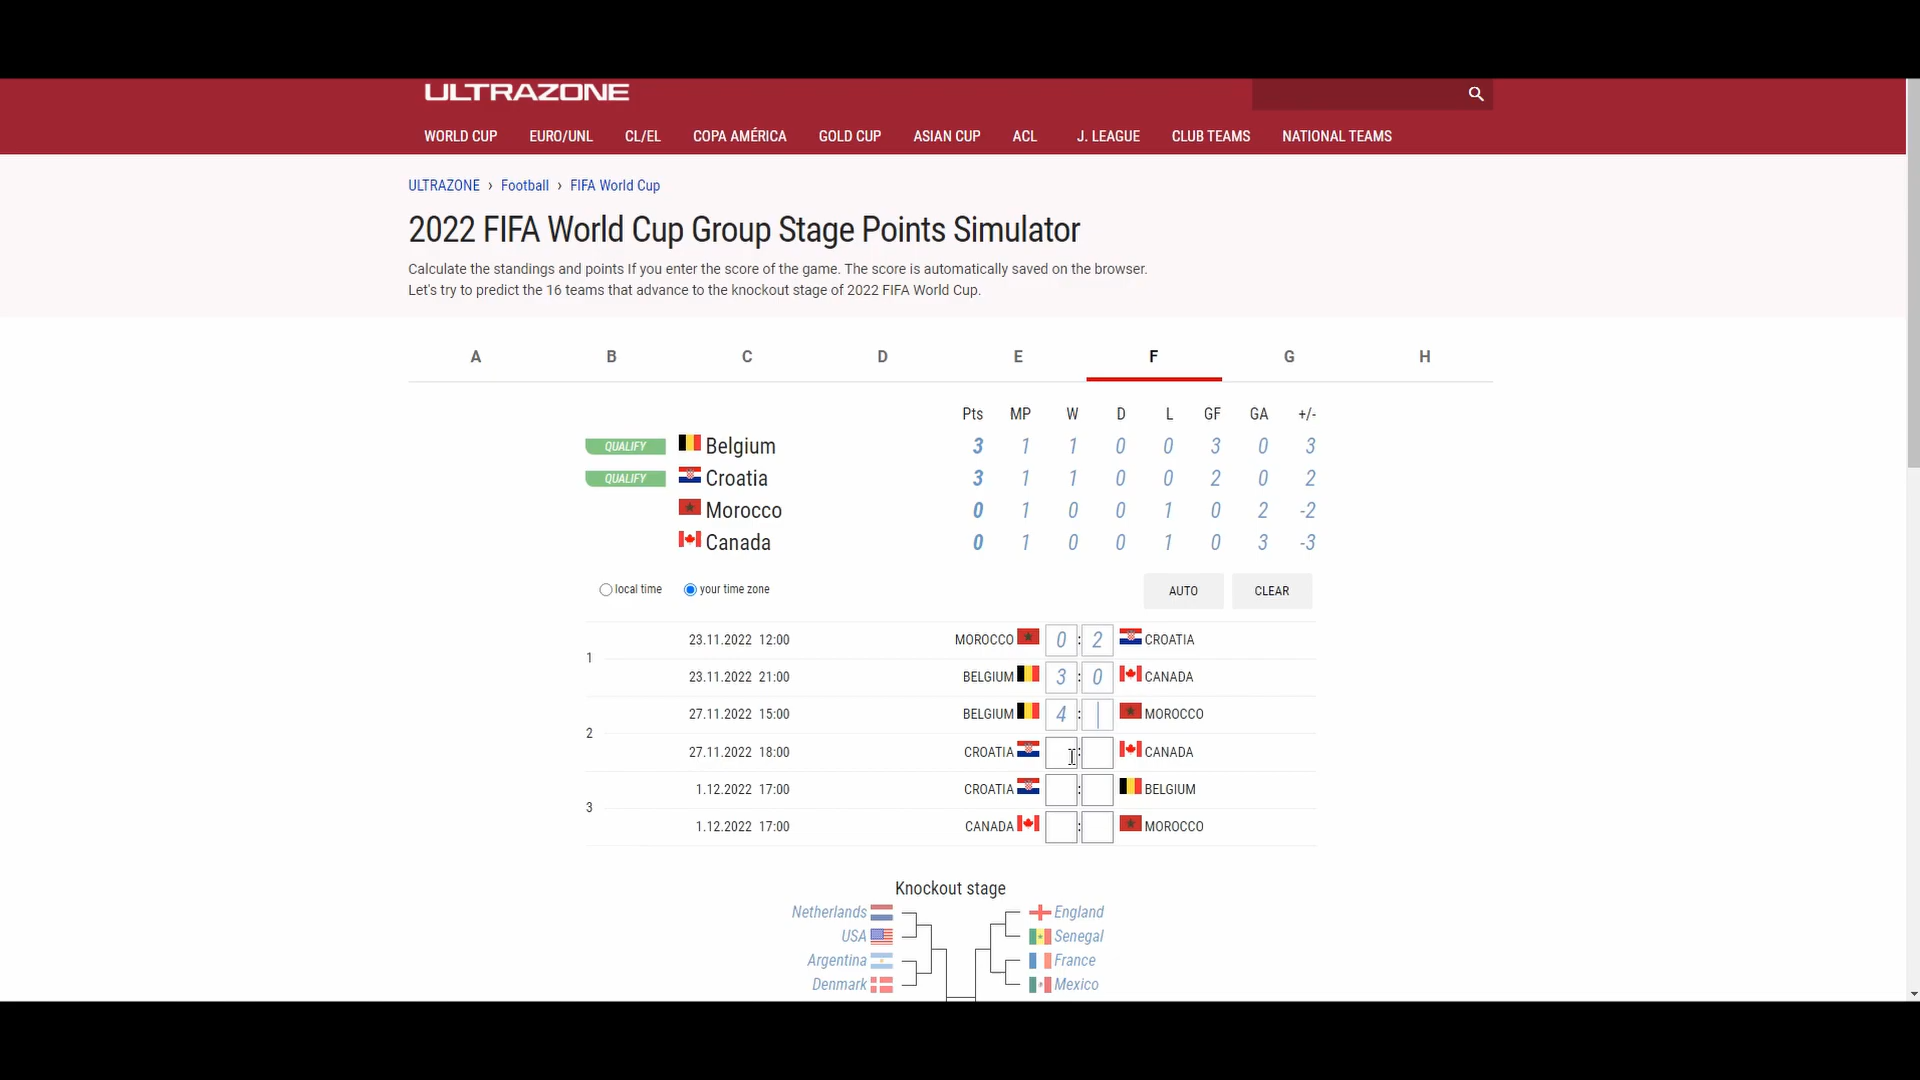 ULTRAZONE
WORLD CUP EURO/UNL CL/EL COPA AMÉRICA GOLD CUP ASIAN CUP ACL J. LEAGUE CLUB TEAMS NATIONAL TEAMS
ULTRAZONE › Football › FIFA World Cup
2022 FIFA World Cup Group Stage Points Simulator
Calculate the standings and points If you enter the score of the game. The score is automatically saved on the browser.
Let's try to predict the 16 teams that advance to the knockout stage of 2022 FIFA World Cup.
A B C D E F G H
Pts MP W D L GF GA +/-
QUALIFY Belgium 3 1 1 0 0 3 0 3
QUALIFY Croatia 3 1 1 0 0 2 0 2
Morocco 0 1 0 0 1 0 2 -2
Canada 0 1 0 0 1 0 3 -3
local time your time zone AUTO CLEAR
23.11.2022 12:00 MOROCCO 0 : 2 CROATIA
1
23.11.2022 21:00 BELGIUM 3 : 0 CANADA
27.11.2022 15:00 BELGIUM 4 : MOROCCO
2
27.11.2022 18:00 CROATIA : CANADA
1.12.2022 17:00 CROATIA : BELGIUM
3
1.12.2022 17:00 CANADA : MOROCCO
Knockout stage
Netherlands England
USA Senegal
Argentina France
Denmark Mexico